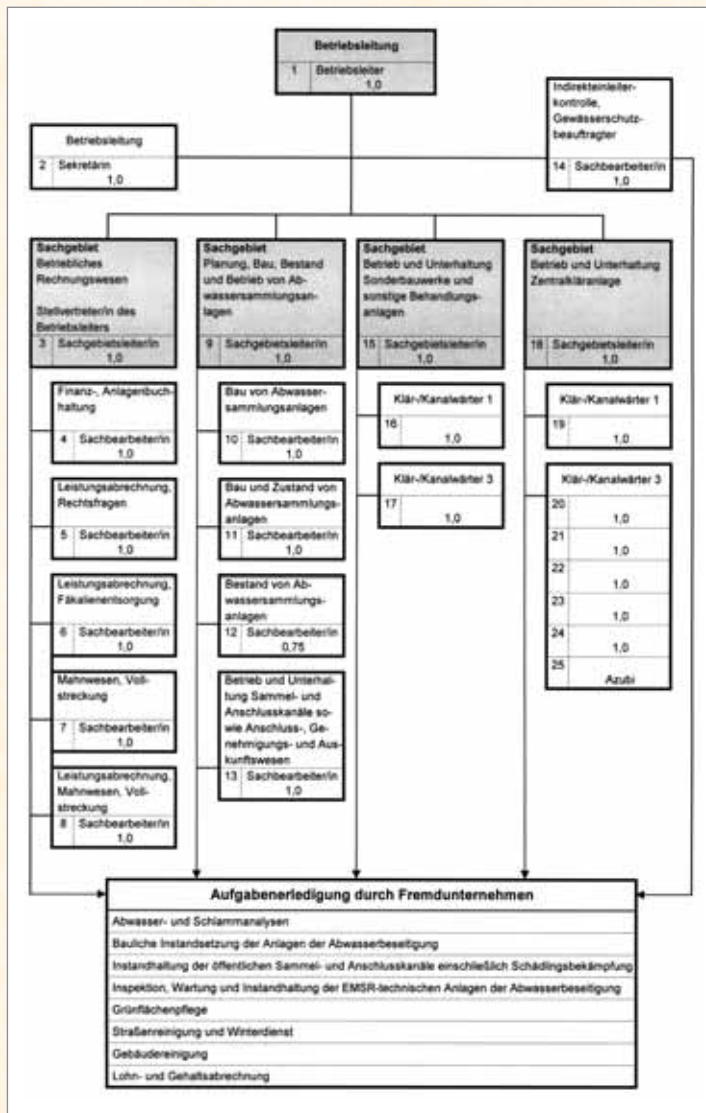 Betriebsleitung
1 Betriebsleiter
1,0
Betriebsleitung
2 Sekretärin
1,0
Indirekteinleiter-
kontrolle,
Gewässerschutz-
beauftragter
14 Sachbearbeiter/in
1,0
Sachgebiet
Betriebliches
Rechnungswesen
Stellvertreter/in des
Betriebsleiters
3 Sachgebietsleiter/in
1,0
Finanz-, Anlagenbuch-
haltung
4 Sachbearbeiter/in
1,0
Leistungsabrechnung,
Rechtsfragen
5 Sachbearbeiter/in
1,0
Leistungsabrechnung,
Fäkalienentsorgung
6 Sachbearbeiter/in
1,0
Mahnwesen, Voll-
streckung
7 Sachbearbeiter/in
1,0
Leistungsabrechnung,
Mahnwesen, Voll-
streckung
8 Sachbearbeiter/in
1,0
Sachgebiet
Planung, Bau, Bestand
und Betrieb von Ab-
wassersammlungsan-
lagen
9 Sachgebietsleiter/in
1,0
Bau von Abwasser-
sammlungsanlagen
10 Sachbearbeiter/in
1,0
Bau und Zustand von
Abwassersammlungs-
anlagen
11 Sachbearbeiter/in
1,0
Bestand von Ab-
wassersammlungs-
anlagen
12 Sachbearbeiter/in
0,75
Betrieb und Unterhal-
tung Sammel- und
Anschlusskanäle so-
wie Anschluss-, Ge-
nehmigungs- und Aus-
kunftswesen
13 Sachbearbeiter/in
1,0
Sachgebiet
Betrieb und Unterhaltung
Sonderbauwerke und
sonstige Behandlungs-
anlagen
15 Sachgebietsleiter/in
1,0
Klär-/Kanalwärter 1
16
1,0
Klär-/Kanalwärter 3
17
1,0
Sachgebiet
Betrieb und Unterhaltung
Zentralkläranlage
18 Sachgebietsleiter/in
1,0
Klär-/Kanalwärter 1
19
1,0
Klär-/Kanalwärter 3
20
1,0
21
1,0
22
1,0
23
1,0
24
1,0
25
Azubi
Aufgabenerledigung durch Fremdunternehmen
Abwasser- und Schlammanalysen
Bauliche Instandsetzung der Anlagen der Abwasserbeseitigung
Instandhaltung der öffentlichen Sammel- und Anschlusskanäle einschließlich Schädlingsbekämpfung
Inspektion, Wartung und Instandhaltung der EMSR-technischen Anlagen der Abwasserbeseitigung
Grünflächenpflege
Straßenreinigung und Winterdienst
Gebäudereinigung
Lohn- und Gehaltsabrechnung